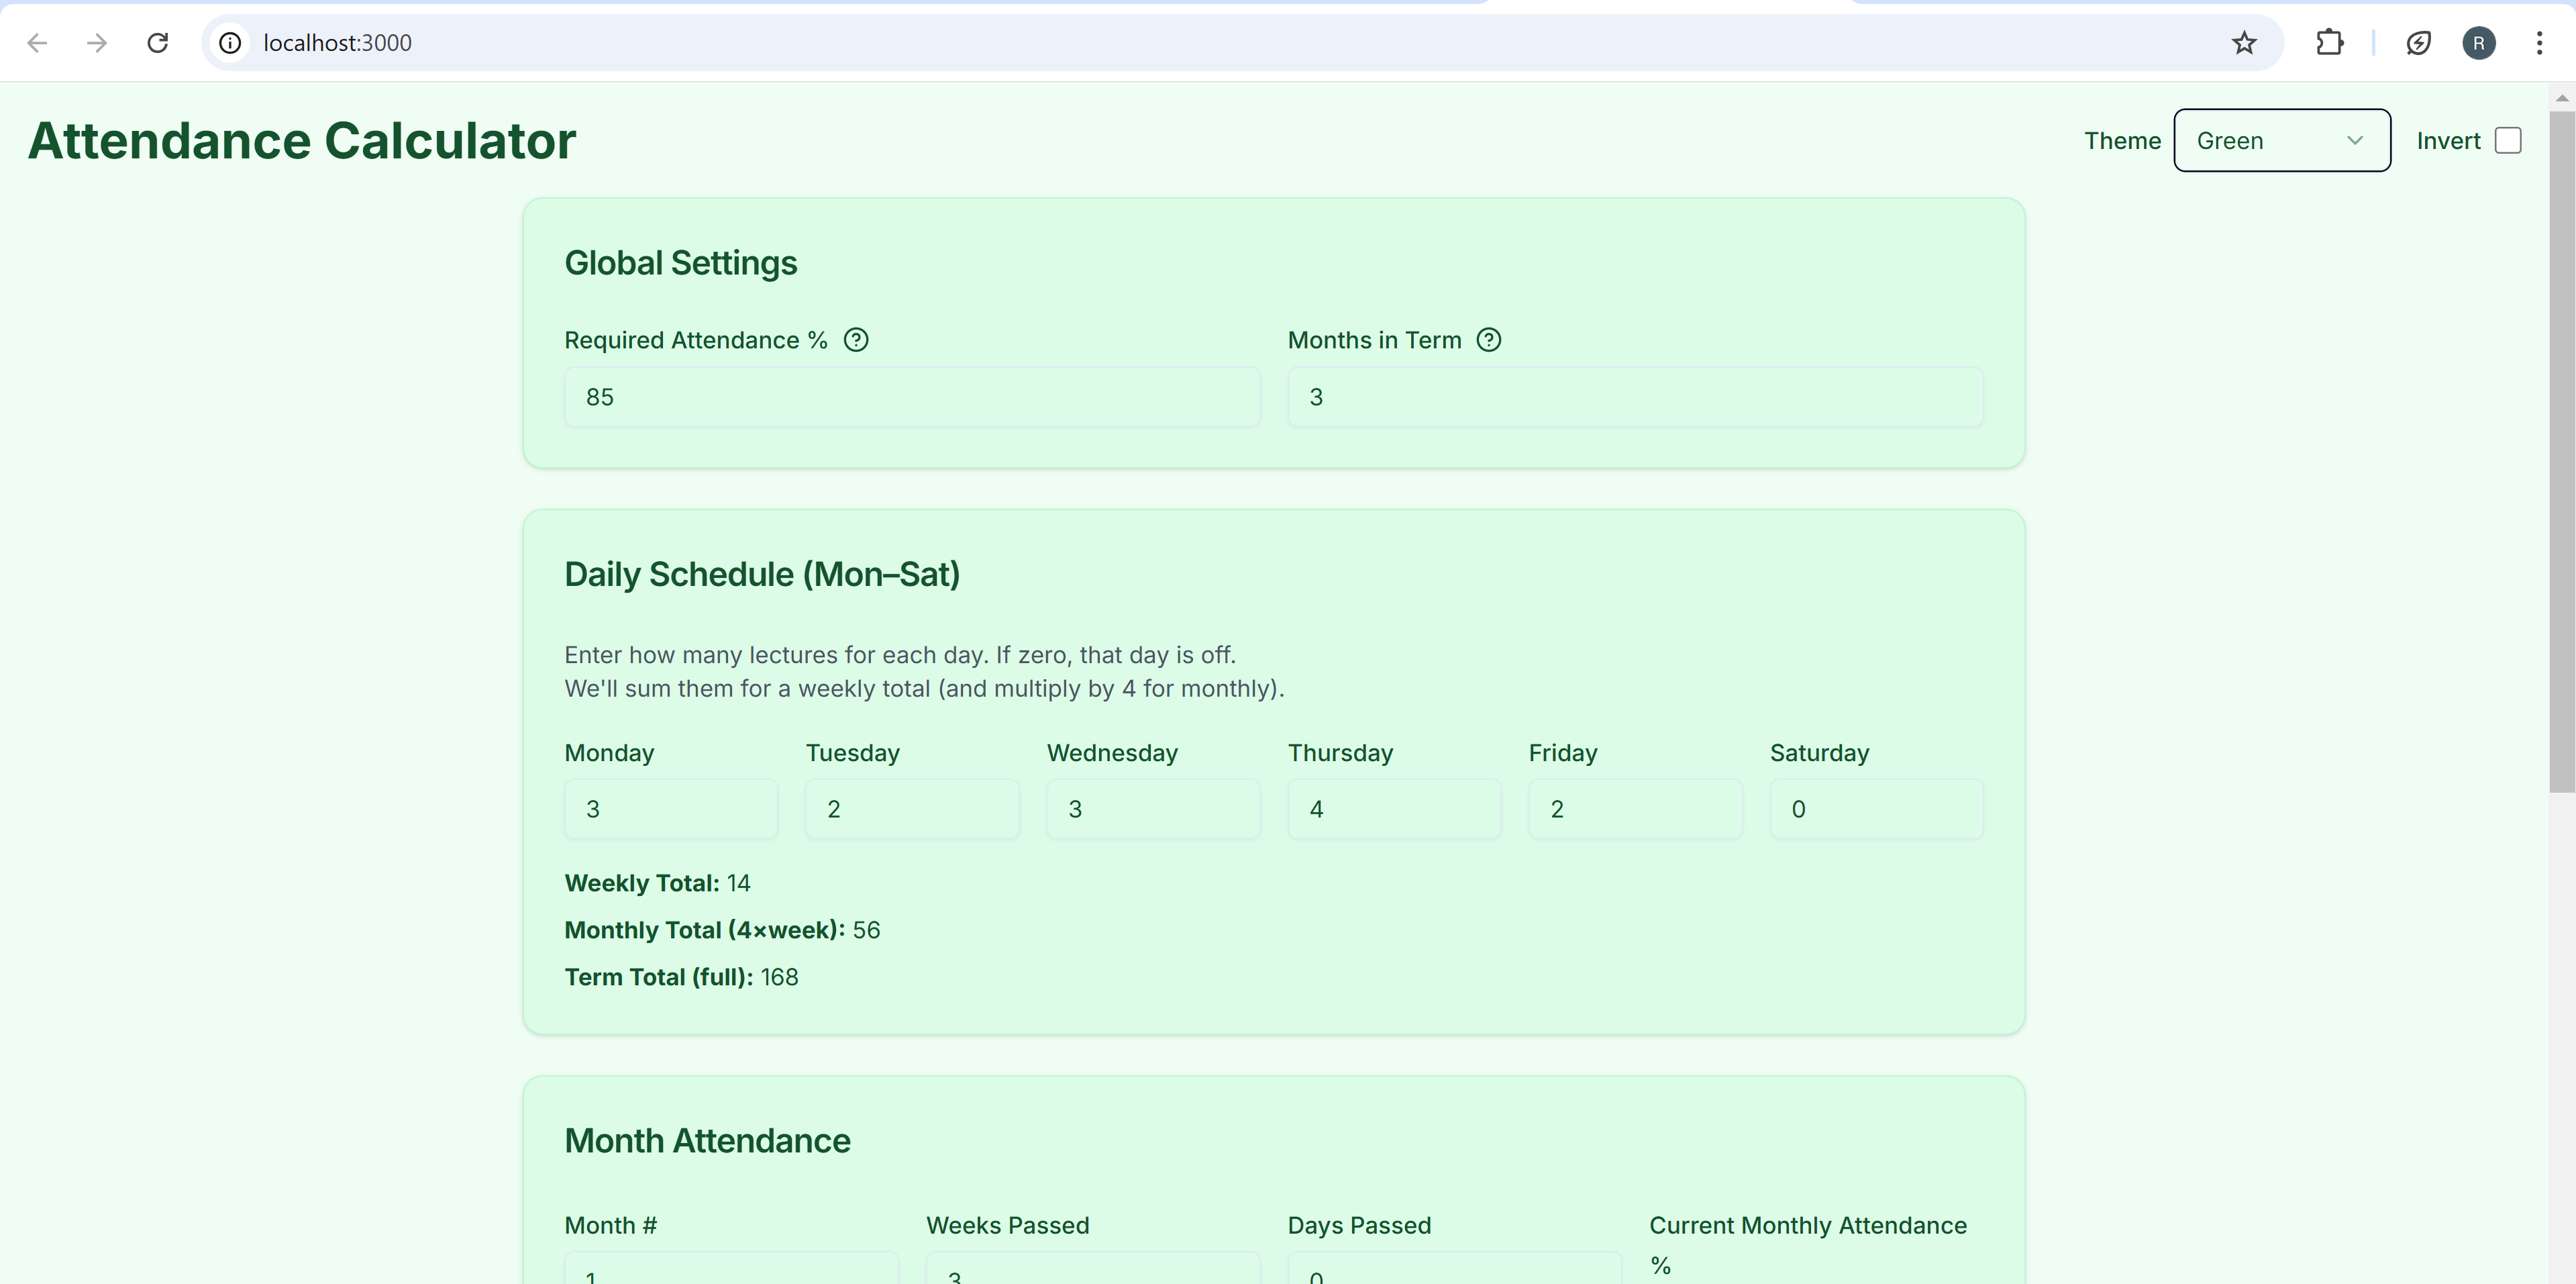 localhost:3000
R
Attendance Calculator
Theme Green Invert
Global Settings
Required Attendance % ? Months in Term ?
85 3
Daily Schedule (Mon–Sat)
Enter how many lectures for each day. If zero, that day is off.
We'll sum them for a weekly total (and multiply by 4 for monthly).
Monday Tuesday Wednesday Thursday Friday Saturday
3 2 3 4 2 0
Weekly Total: 14
Monthly Total (4×week): 56
Term Total (full): 168
Month Attendance
Month # Weeks Passed Days Passed Current Monthly Attendance
%
1 3 0